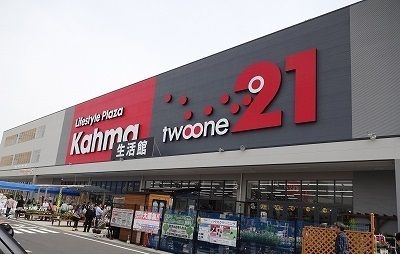 Lifestyle Plaza
Kahma
生活館
twoone
21